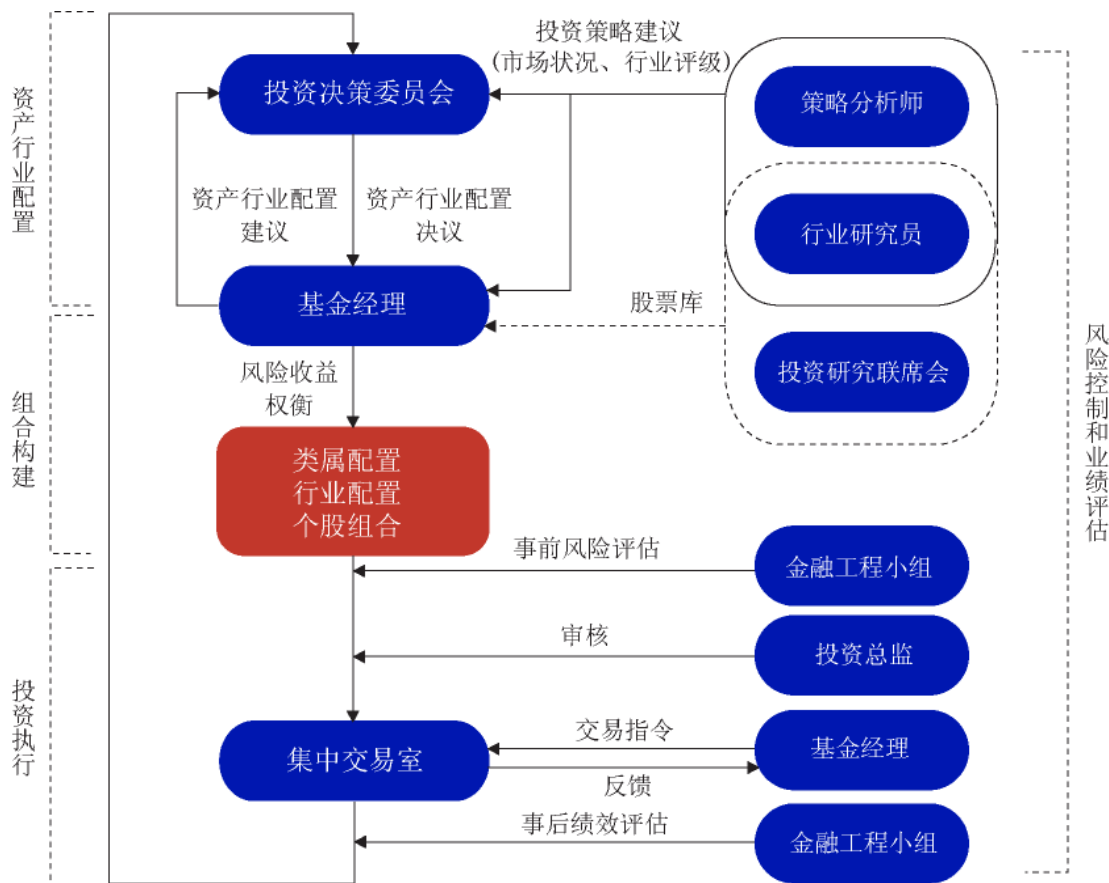 投资策略建议
(市场状况、行业评级)
投资决策委员会
策略分析师
资产行业配置
资产行业配置
建议
资产行业配置
决议
行业研究员
基金经理
股票库
风险收益
权衡
投资研究联席会
风险控制和业绩评估
组合构建
类属配置
行业配置
个股组合
事前风险评估
金融工程小组
审核
投资总监
投资执行
集中交易室
交易指令
反馈
基金经理
事后绩效评估
金融工程小组